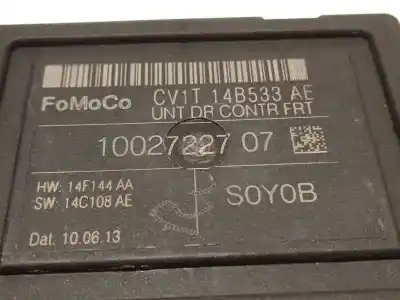 FoMoCo CV1T 14B533 AE
UNT DR CONTR FRT
10027227 07
HW: 14F144 AA
SW: 14C108 AE
S0Y0B
Dat: 10.06.13